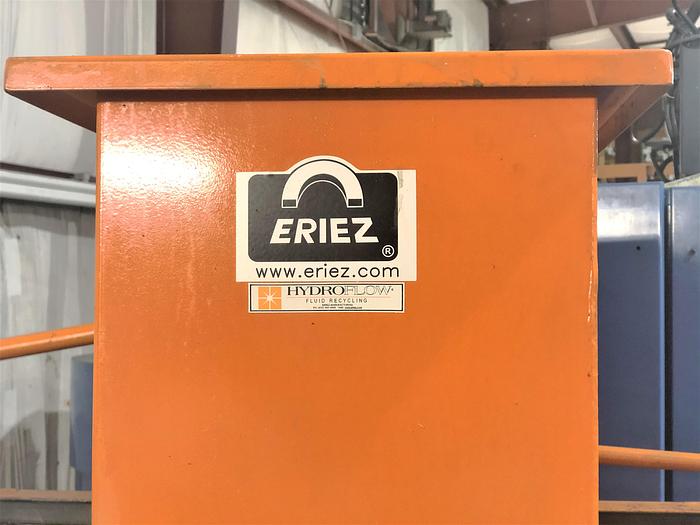 ERIEZ
®
www.eriez.com
HYDROFLOW
FLUID RECYCLING